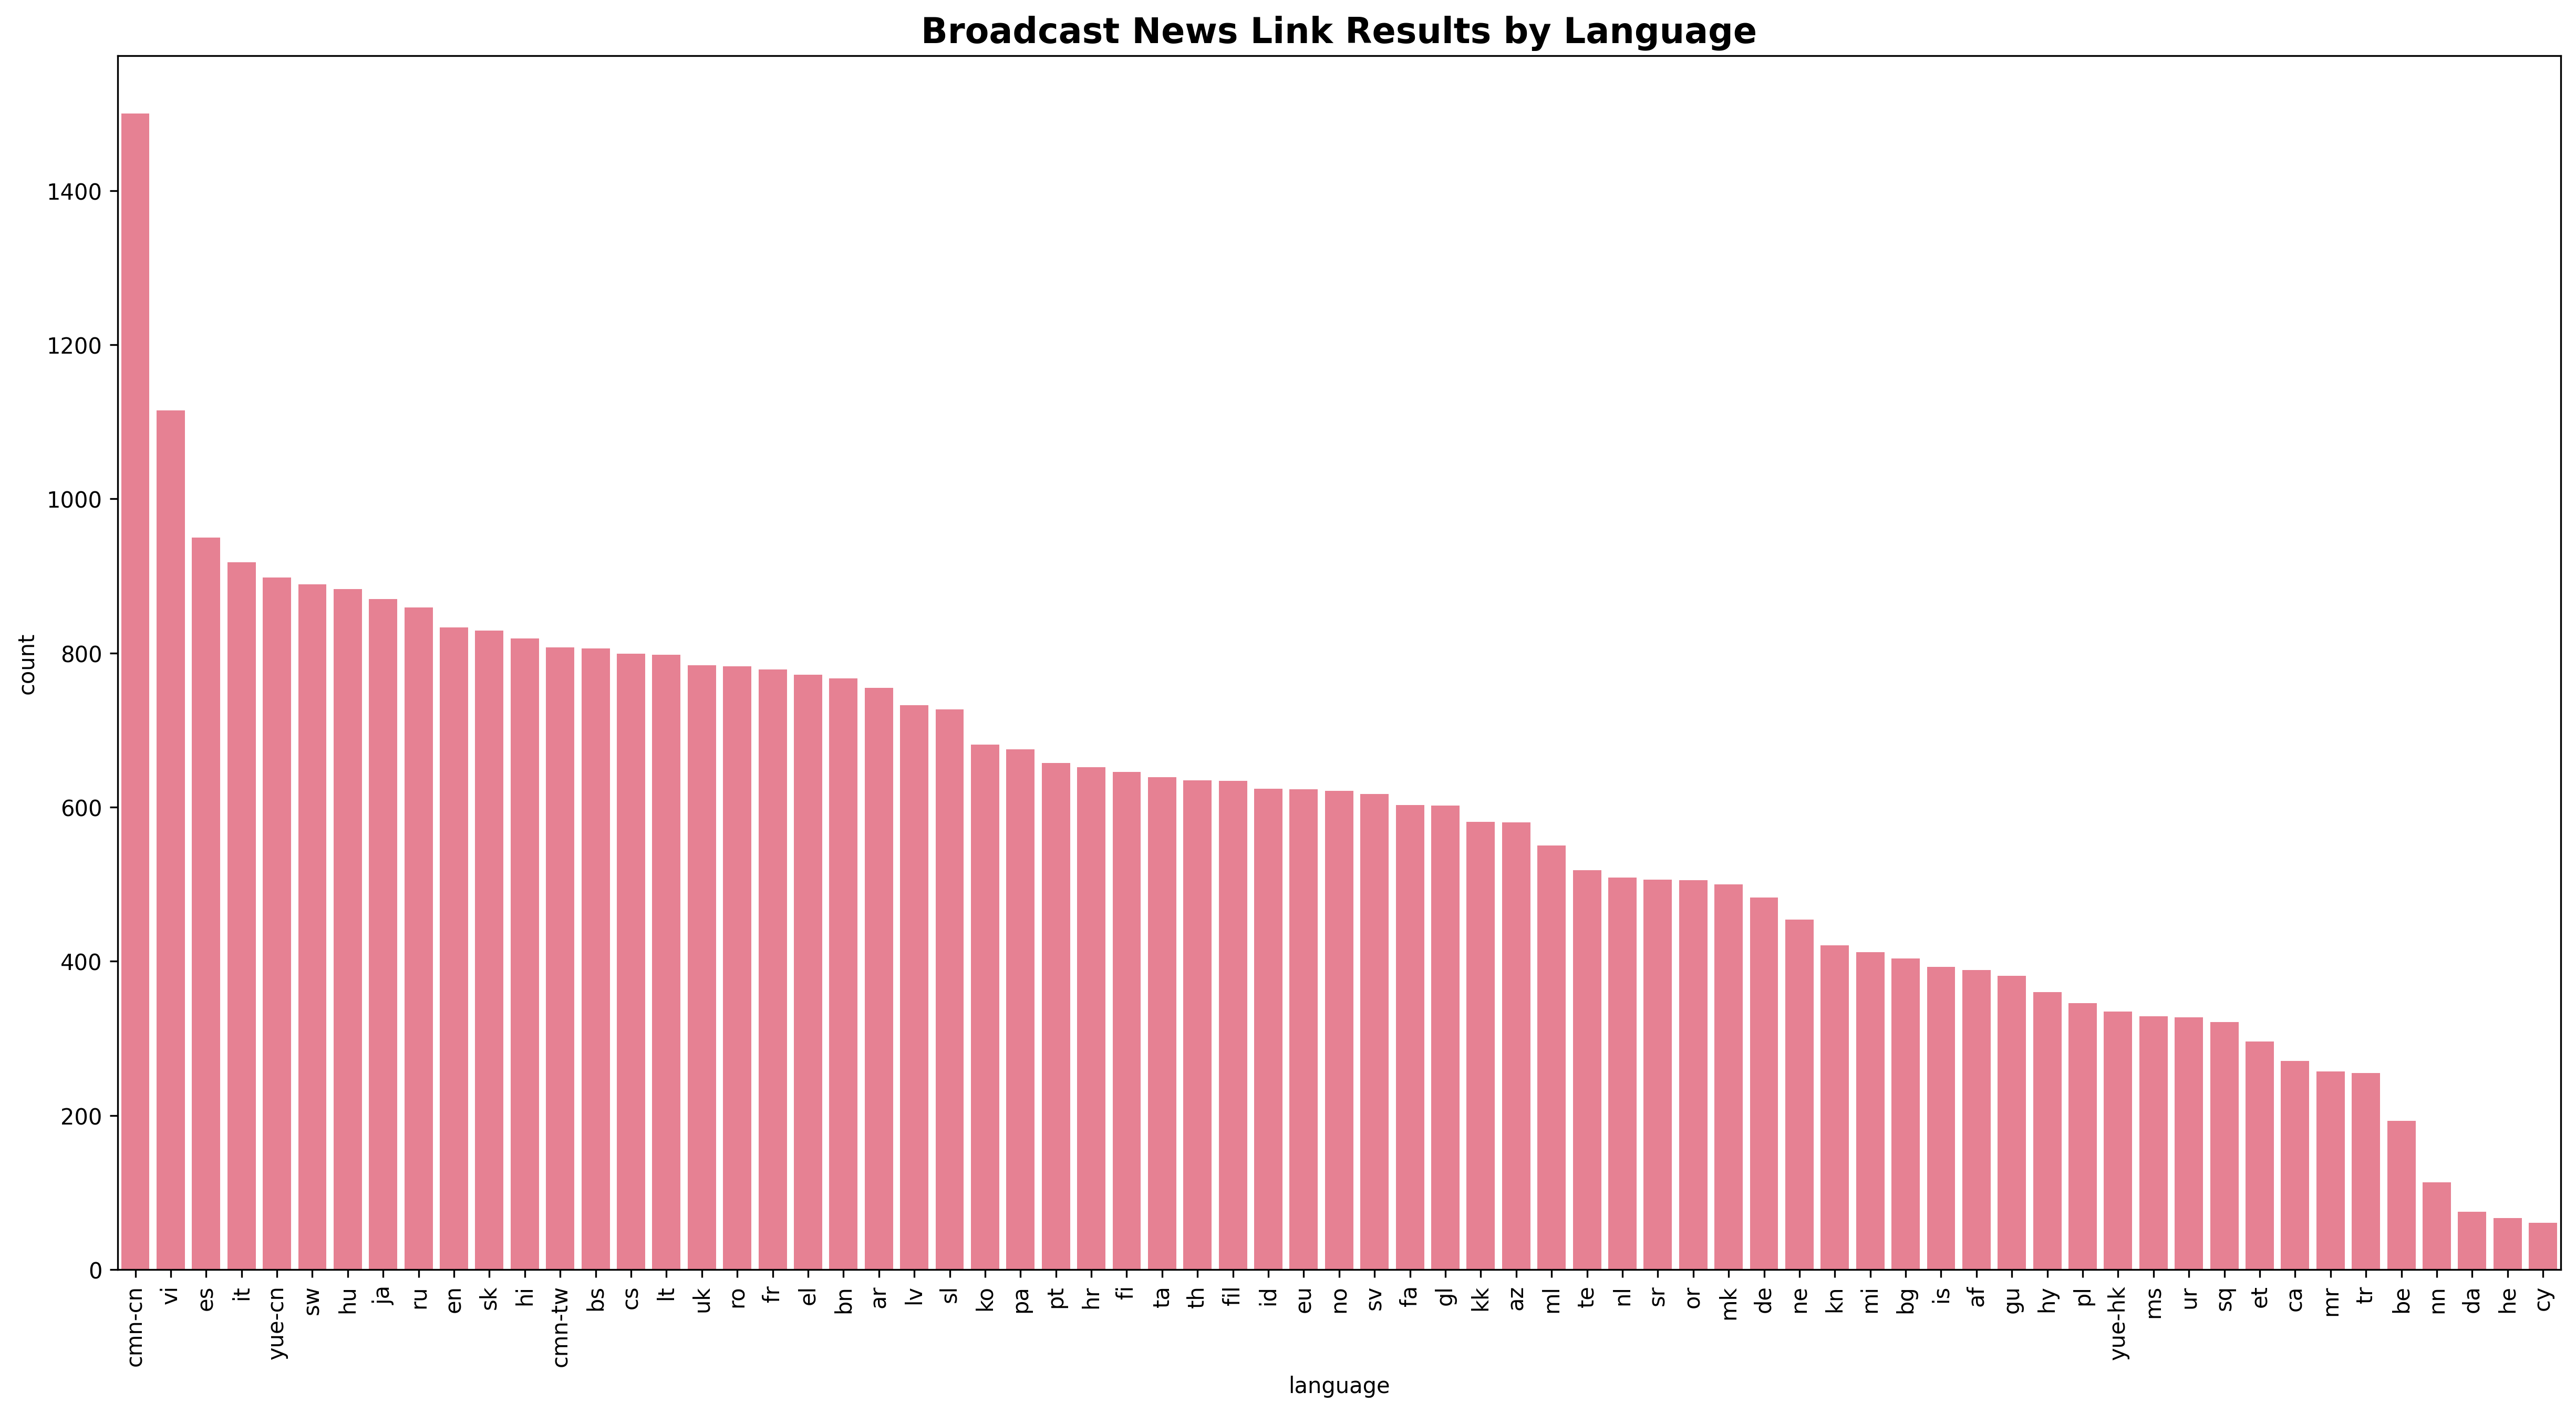 Broadcast News Link Results by Language
count
1400
1200
1000
800
600
400
200
0
cmn-cn vi es it yue-cn sw hu ja ru en sk hi cmn-tw bs cs lt uk ro fr el bn ar lv sl ko pa pt hr fi ta th fil id eu no sv fa gl kk az ml te nl sr or mk de ne kn mi bg is af gu hy pl yue-hk ms ur sq et ca mr tr be nn da he cy
language